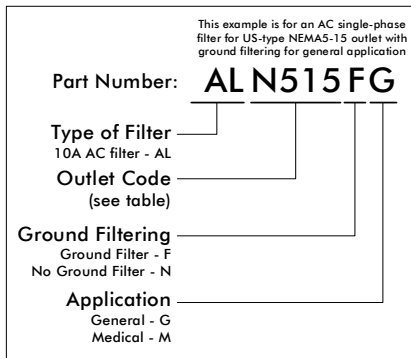 This example is for an AC single-phase
filter for US-type NEMA5-15 outlet with
ground filtering for general application
Part Number: AL N515 F G
Type of Filter
10A AC filter - AL
Outlet Code
(see table)
Ground Filtering
Ground Filter - F
No Ground Filter - N
Application
General - G
Medical - M